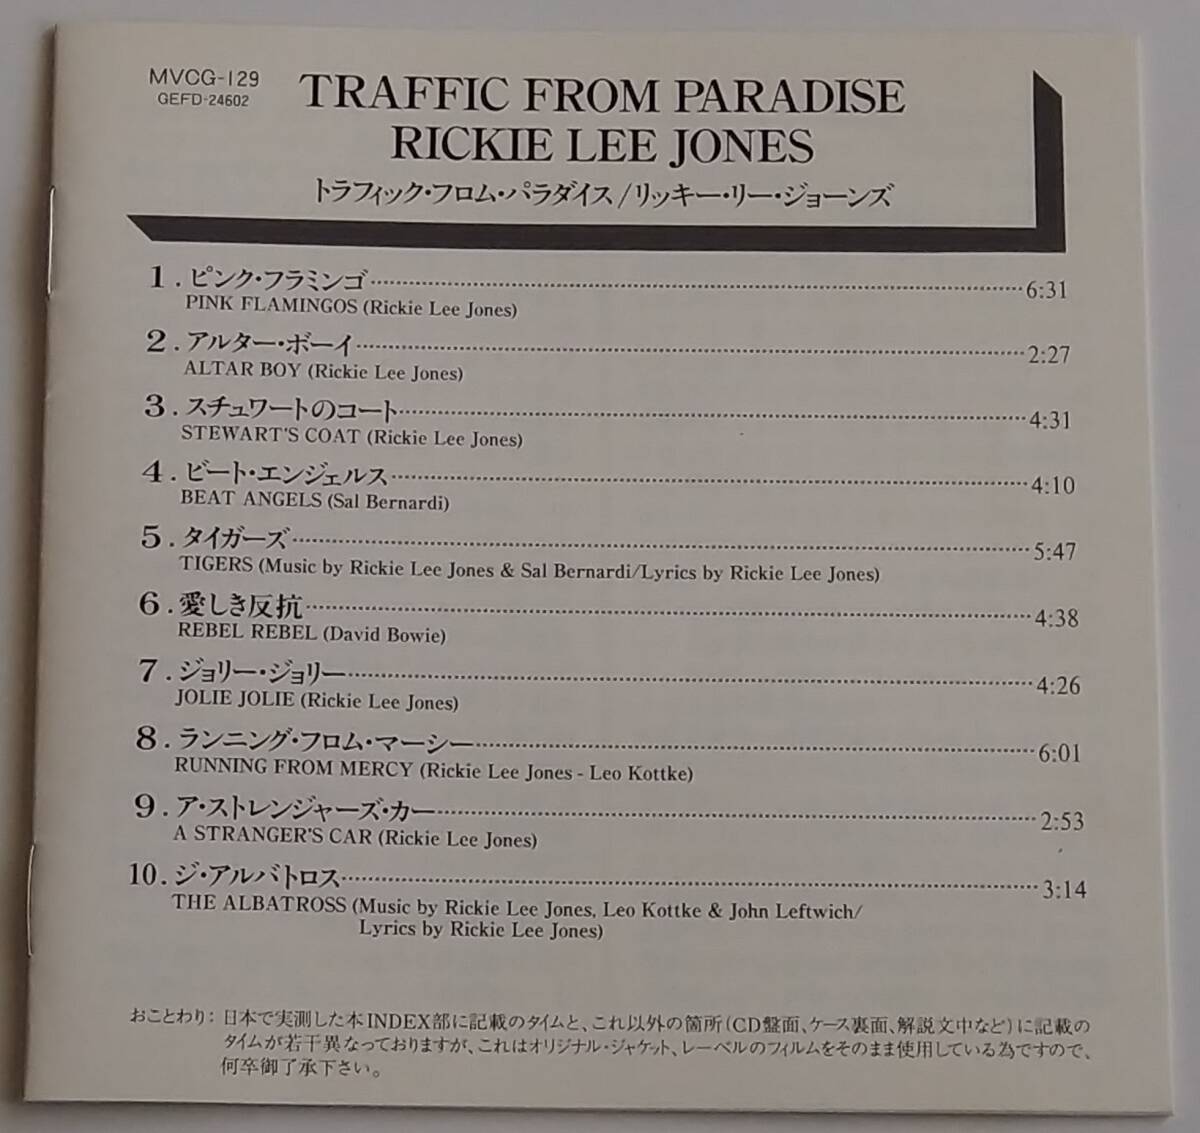 MVCG-129
GEFD-24602
TRAFFIC FROM PARADISE
RICKIE LEE JONES
トラフィック・フロム・パラダイス/リッキー・リー・ジョーンズ
1. ピンク・フラミンゴ 6:31
PINK FLAMINGOS (Rickie Lee Jones)
2. アルター・ボーイ 2:27
ALTAR BOY (Rickie Lee Jones)
3. スチュワートのコート 4:31
STEWART'S COAT (Rickie Lee Jones)
4. ビート・エンジェルス 4:10
BEAT ANGELS (Sal Bernardi)
5. タイガーズ 5:47
TIGERS (Music by Rickie Lee Jones & Sal Bernardi/Lyrics by Rickie Lee Jones)
6. 愛しき反抗 4:38
REBEL REBEL (David Bowie)
7. ジョリー・ジョリー 4:26
JOLIE JOLIE (Rickie Lee Jones)
8. ランニング・フロム・マーシー 6:01
RUNNING FROM MERCY (Rickie Lee Jones - Leo Kottke)
9. ア・ストレンジャーズ・カー 2:53
A STRANGER'S CAR (Rickie Lee Jones)
10. ジ・アルバトロス 3:14
THE ALBATROSS (Music by Rickie Lee Jones, Leo Kottke & John Leftwich/
Lyrics by Rickie Lee Jones)
おことわり: 日本で実測した本INDEX部に記載のタイムと、これ以外の箇所(CD盤面、ケース裏面、解説文中など)に記載の
タイムが若干異なっておりますが、これはオリジナル・ジャケット、レーベルのフィルムをそのまま使用している為ですので、
何卒御了承下さい。